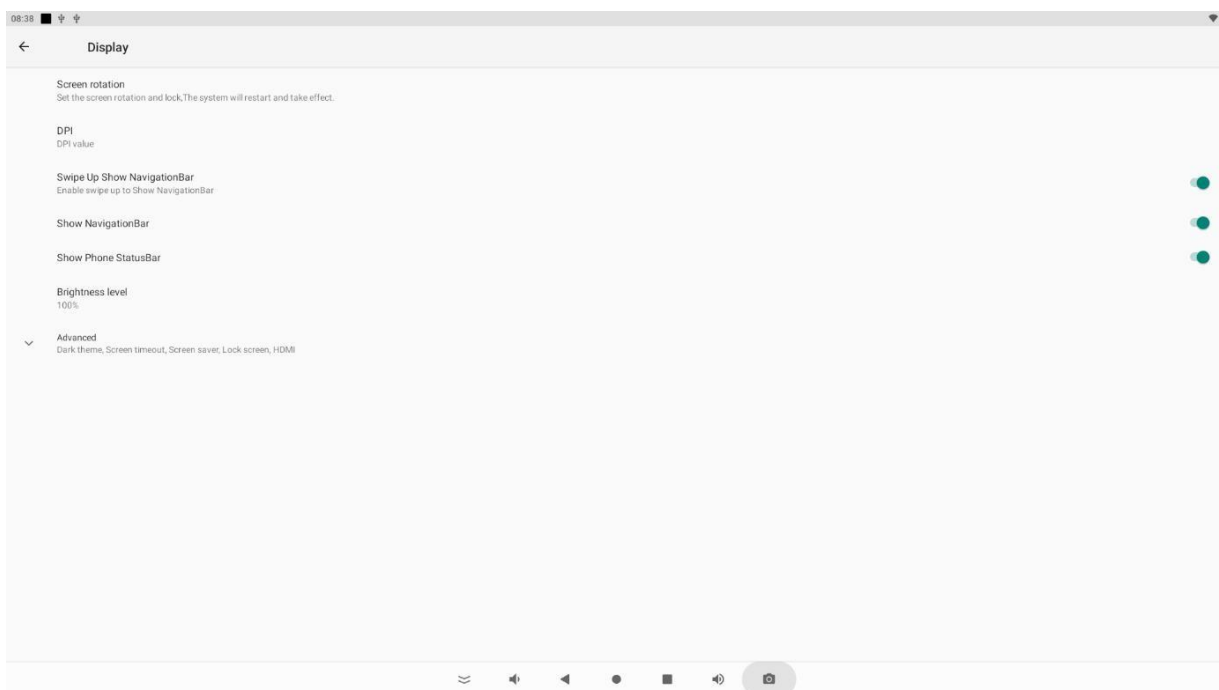 08:38
Display
Screen rotation
Set the screen rotation and lock,The system will restart and take effect.
DPI
DPI value
Swipe Up Show NavigationBar
Enable swipe up to Show NavigationBar
Show NavigationBar
Show Phone StatusBar
Brightness level
100%
Advanced
Dark theme, Screen timeout, Screen saver, Lock screen, HDMI